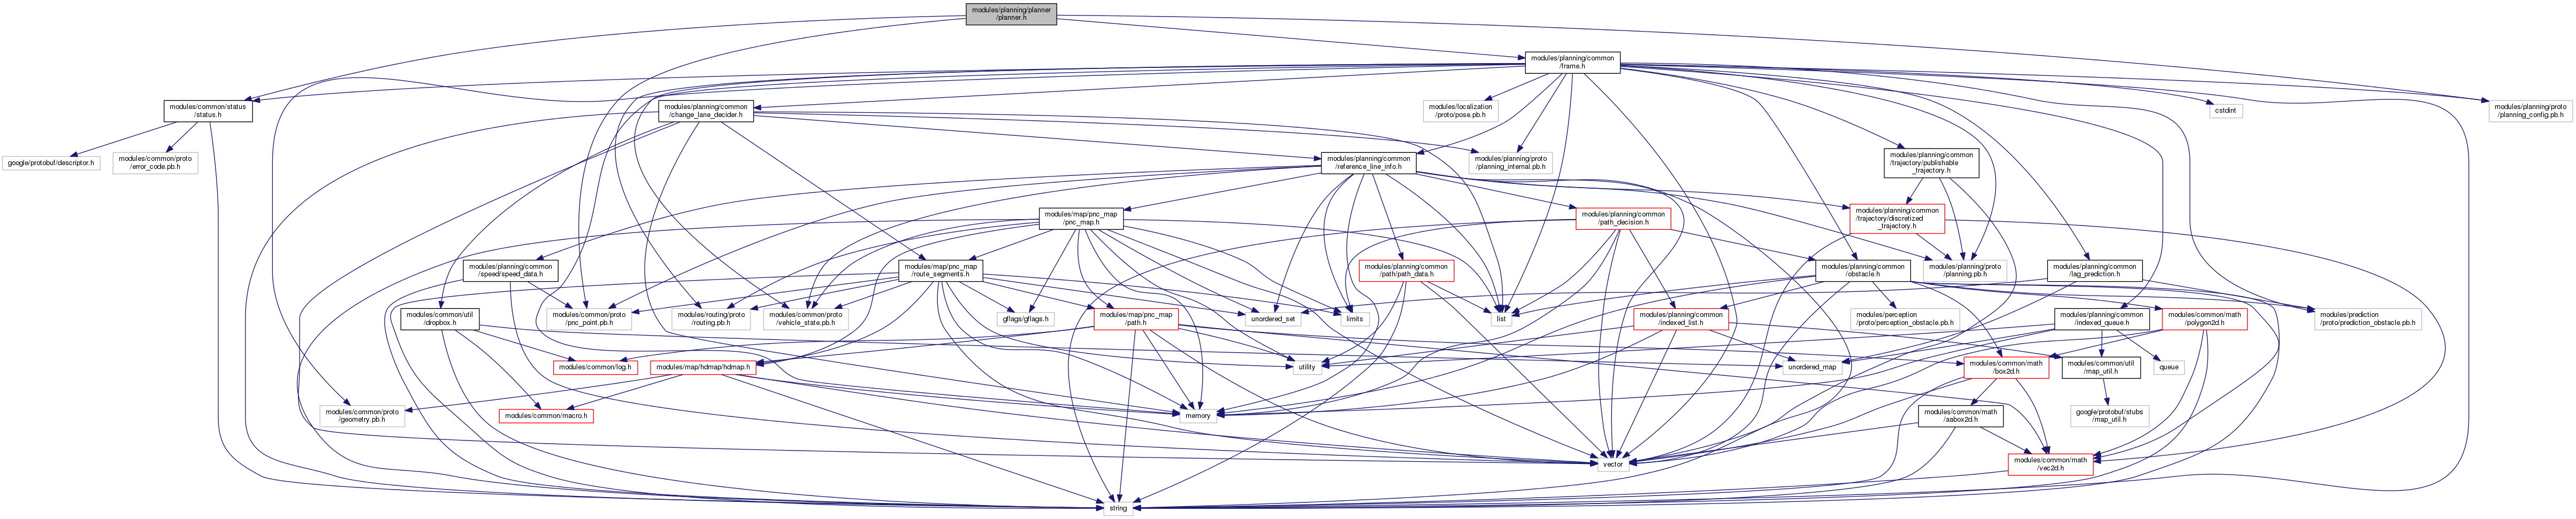 modules/planning/planner
/planner.h
modules/planning/common
/frame.h
modules/common/status
/status.h
modules/planning/common
/change_lane_decider.h
modules/localization
/proto/pose.pb.h
cstdint
modules/planning/proto
/planning_config.pb.h
google/protobuf/descriptor.h
modules/common/proto
/error_code.pb.h
modules/planning/common
/reference_line_info.h
modules/planning/proto
/planning_internal.pb.h
modules/planning/common
/trajectory/publishable
_trajectory.h
modules/map/pnc_map
/pnc_map.h
modules/planning/common
/path_decision.h
modules/planning/common
/trajectory/discretized
_trajectory.h
modules/planning/common
/speed/speed_data.h
modules/map/pnc_map
/route_segments.h
modules/planning/common
/path/path_data.h
modules/planning/common
/obstacle.h
modules/planning/proto
/planning.pb.h
modules/planning/common
/lag_prediction.h
modules/common/util
/dropbox.h
modules/common/proto
/pnc_point.pb.h
modules/routing/proto
/routing.pb.h
modules/common/proto
/vehicle_state.pb.h
gflags/gflags.h
modules/map/pnc_map
/path.h
unordered_set
limits
list
modules/planning/common
/indexed_list.h
modules/perception
/proto/perception_obstacle.pb.h
modules/planning/common
/indexed_queue.h
modules/common/math
/polygon2d.h
modules/prediction
/proto/prediction_obstacle.pb.h
modules/common/log.h
modules/map/hdmap/hdmap.h
utility
unordered_map
modules/common/math
/box2d.h
modules/common/util
/map_util.h
queue
modules/common/proto
/geometry.pb.h
modules/common/macro.h
memory
modules/common/math
/aabox2d.h
google/protobuf/stubs
/map_util.h
vector
modules/common/math
/vec2d.h
string